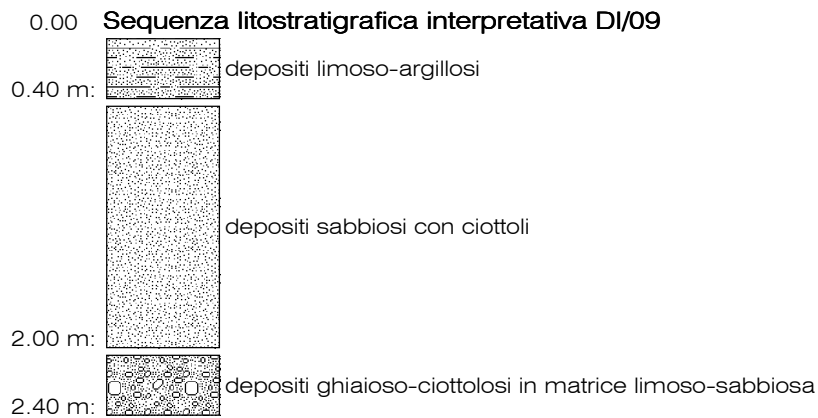 0.00 Sequenza litostratigrafica interpretativa DI/09
depositi limoso-argillosi
0.40 m:
depositi sabbiosi con ciottoli
2.00 m:
depositi ghiaioso-ciottolosi in matrice limoso-sabbiosa
2.40 m: